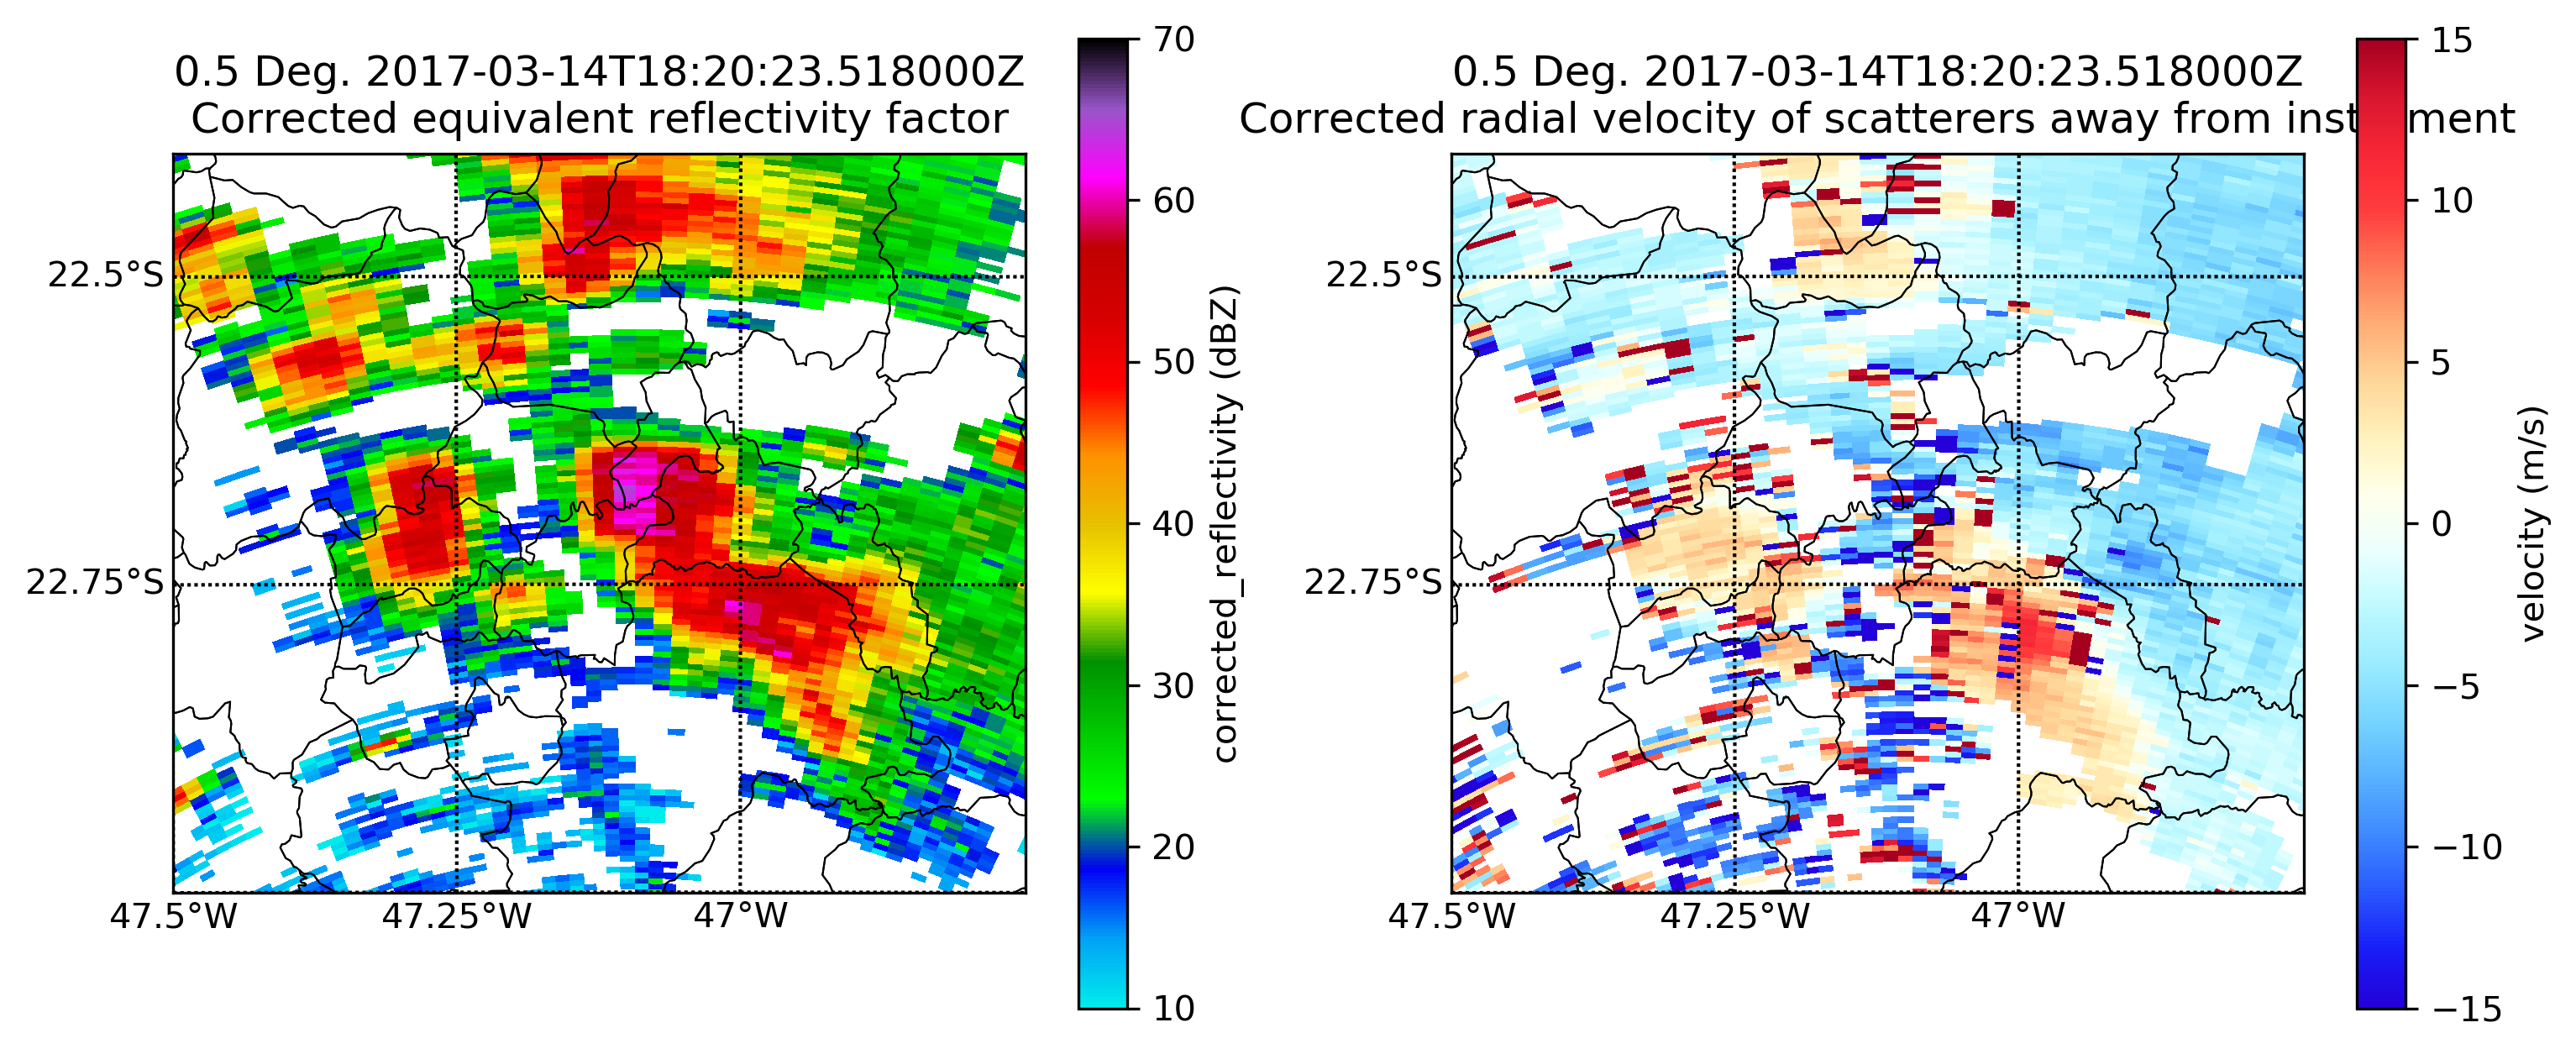 0.5 Deg. 2017-03-14T18:20:23.518000Z
Corrected equivalent reflectivity factor
22.5°S
22.75°S
47.5°W
47.25°W
47°W
70
60
50
40
30
20
10
corrected_reflectivity (dBZ)
0.5 Deg. 2017-03-14T18:20:23.518000Z
Corrected radial velocity of scatterers away from inst ment
22.5°S
22.75°S
47.5°W
47.25°W
47°W
15
10
5
0
−5
−10
−15
velocity (m/s)